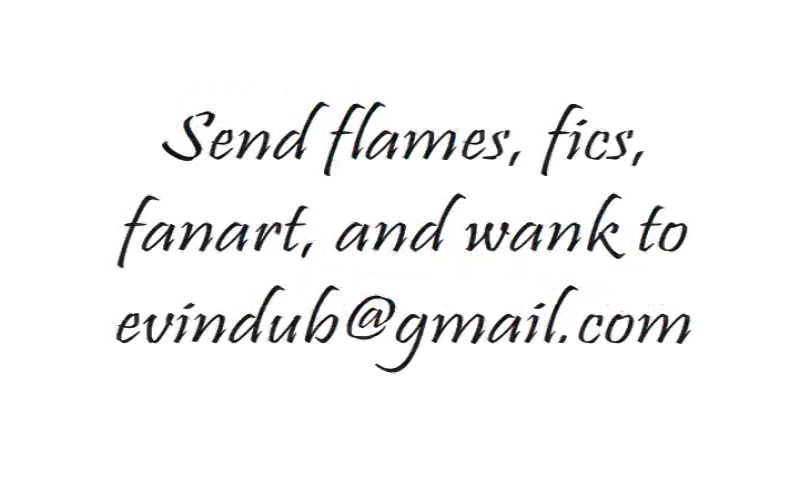 Send flames, fics,
fanart, and wank to
evindub@gmail.com